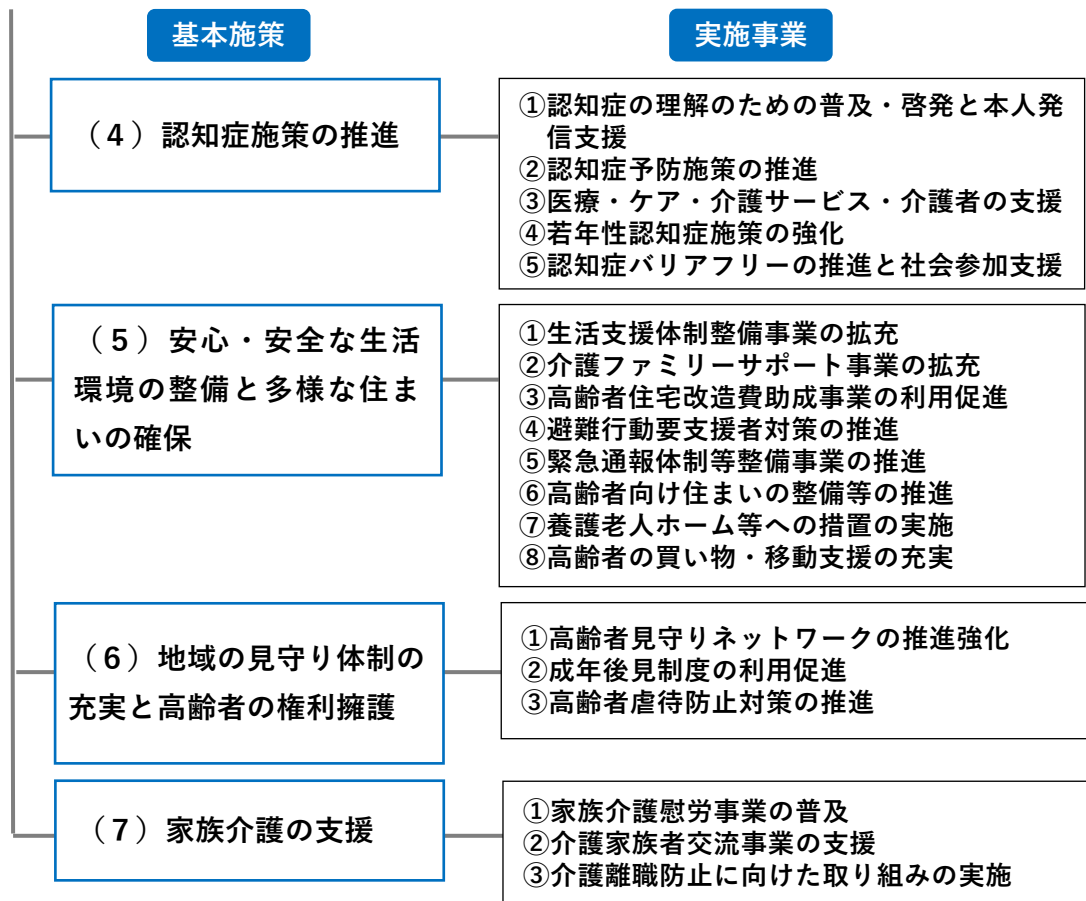 基本施策
実施事業
（4）認知症施策の推進
①認知症の理解のための普及・啓発と本人発
信支援
②認知症予防施策の推進
③医療・ケア・介護サービス・介護者の支援
④若年性認知症施策の強化
⑤認知症バリアフリーの推進と社会参加支援
（5）安心・安全な生活
環境の整備と多様な住ま
いの確保
①生活支援体制整備事業の拡充
②介護ファミリーサポート事業の拡充
③高齢者住宅改造費助成事業の利用促進
④避難行動要支援者対策の推進
⑤緊急通報体制等整備事業の推進
⑥高齢者向け住まいの整備等の推進
⑦養護老人ホーム等への措置の実施
⑧高齢者の買い物・移動支援の充実
（6）地域の見守り体制の
充実と高齢者の権利擁護
①高齢者見守りネットワークの推進強化
②成年後見制度の利用促進
③高齢者虐待防止対策の推進
（7）家族介護の支援
①家族介護慰労事業の普及
②介護家族者交流事業の支援
③介護離職防止に向けた取り組みの実施